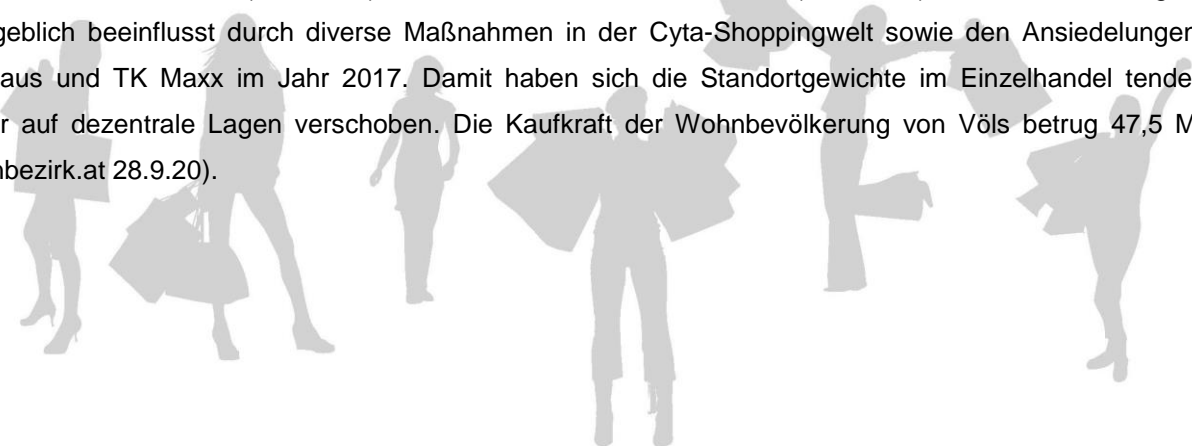 geblich beeinflusst durch diverse Maßnahmen in der Cyta-Shoppingwelt sowie den Ansiedelungen
aus und TK Maxx im Jahr 2017. Damit haben sich die Standortgewichte im Einzelhandel tende
r auf dezentrale Lagen verschoben. Die Kaufkraft der Wohnbevölkerung von Völs betrug 47,5 M
nbezirk.at 28.9.20).